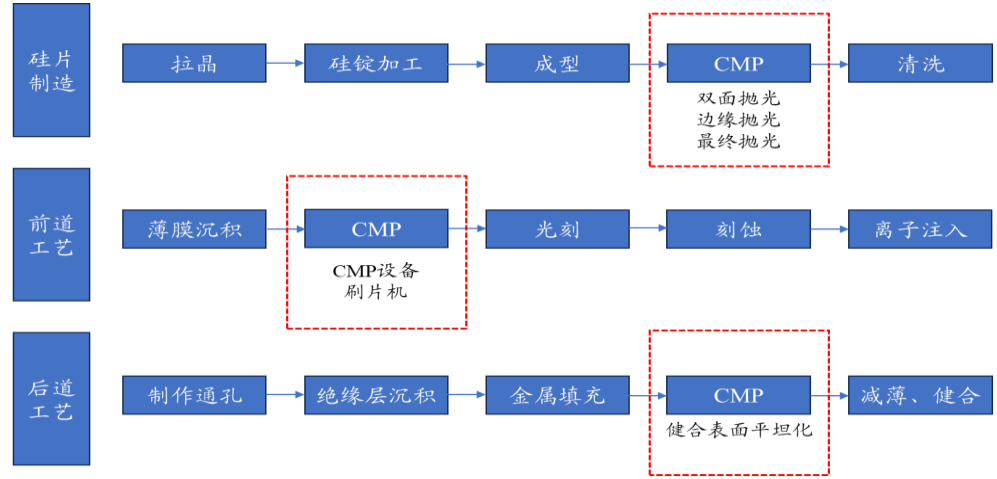 硅片
制造
拉晶
硅锭加工
成型
CMP
清洗
双面抛光
边缘抛光
最终抛光
前道
工艺
薄膜沉积
CMP
光刻
刻蚀
离子注入
CMP设备
刷片机
后道
工艺
制作通孔
绝缘层沉积
金属填充
CMP
减薄、健合
健合表面平坦化